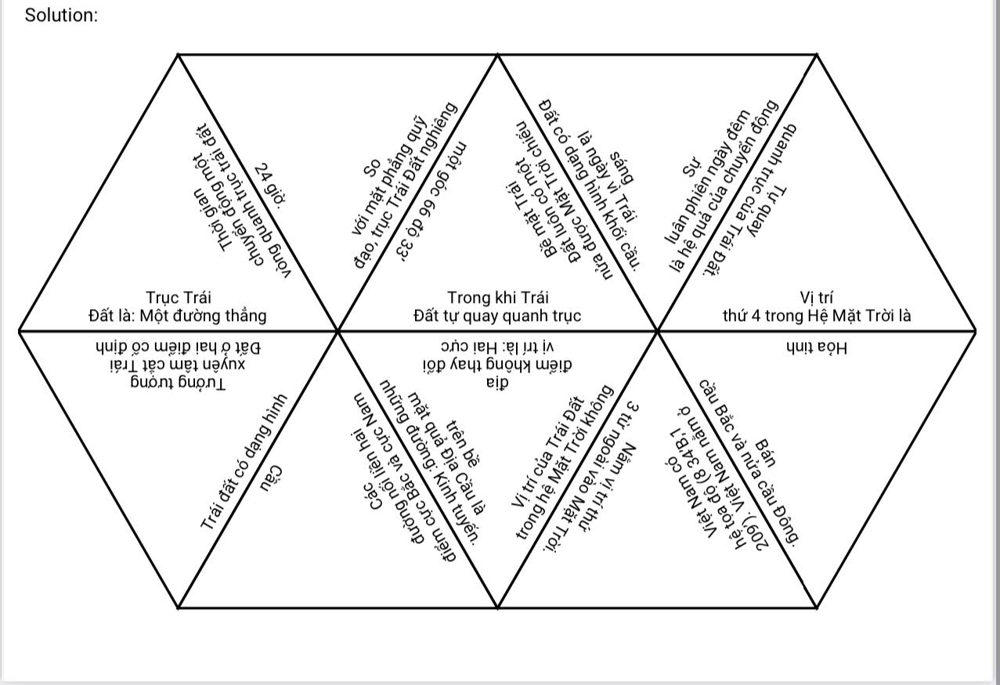 Solution:
Thời gian
chuyển động một
vòng quanh trục trái đất
24 giờ.
So
với mặt phẳng quỹ
đạo, trục Trái Đất nghiêng
một góc 66 độ 33'
Bề mặt Trái
Đất luôn có một
nửa được Mặt Trời chiếu
sáng
là ngày vì Trái
Đất có dạng hình khối cầu.
Sự
luân phiên ngày đêm
là hệ quả của chuyển động
Tự quay
quanh trục của Trái Đất.
Trục Trái
Đất là: Một đường thẳng
Tưởng tượng
xuyên tâm cắt Trái
Đất ở hai điểm cố định
Trong khi Trái
Đất tự quay quanh trục
địa
điểm không thay đổi
vị trí là: Hai cực
Vị trí
thứ 4 trong Hệ Mặt Trời là
Hỏa tinh
Trái đất có dạng hình
Cầu
Các
đường nối liền hai
điểm cực Bắc và cực Nam
trên bề
mặt quả Địa Cầu là
những đường: Kinh tuyến.
Vị trí của Trái Đất
trong hệ Mặt Trời không
Nằm vị trí thứ
3 từ ngoài vào Mặt Trời.
Việt Nam có
hệ tọa độ (8 34'B,1
209'). Việt Nam nằm ở
Bán
cầu Bắc và nửa cầu Đông.